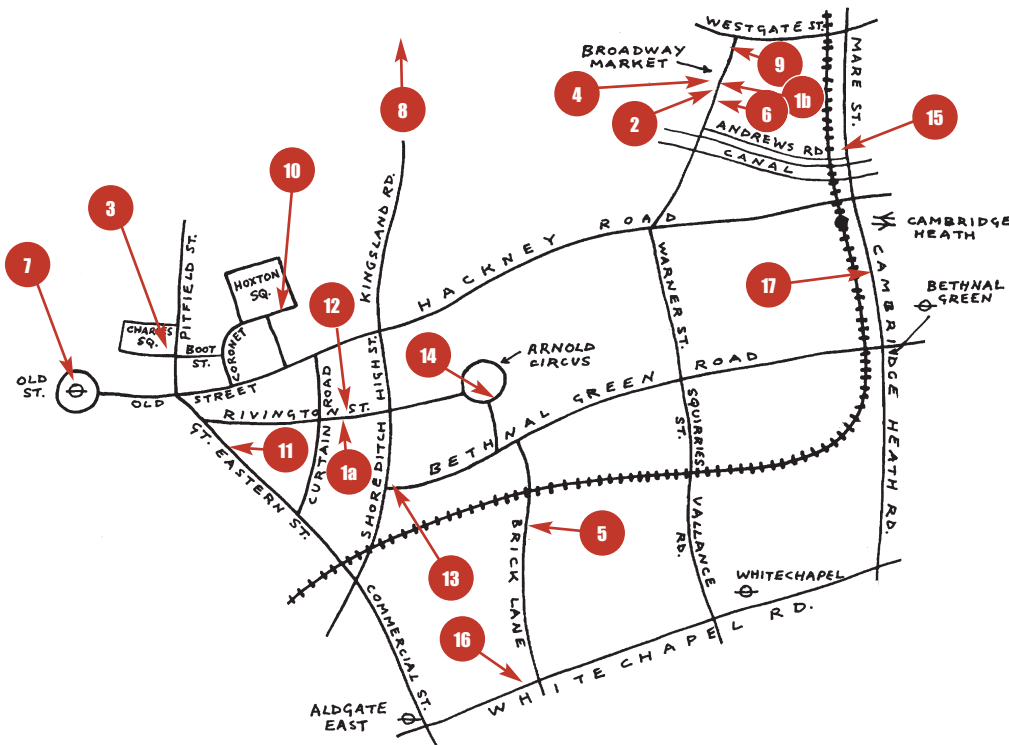 WESTGATE ST.
BROADWAY
MARKET
9
4
1b
6
2
MARE ST.
15
ANDREWS RD
CANAL
8
10
3
7
PITFIELD ST.
KINGSLAND RD.
HACKNEY ROAD
CAMBRIDGE
HEATH
HOXTON
SQ.
12
17
BETHNAL
GREEN
CHARLES
SQ.
BOOT
ST.
CORONET
WARNER ST.
CAMBRIDGE HEATH RD.
14
ARNOLD
CIRCUS
OLD
ST.
OLD STREET
RIVINGTON ST.
CURTAIN ROAD
SHOREDITCH HIGH ST.
BETHNAL GREEN ROAD
SQUIRRIES
ST.
11
1a
GT. EASTERN ST.
13
5
BRICK LANE
VALLANCE
RD.
WHITECHAPEL
COMMERCIAL ST.
16
WHITECHAPEL RD.
ALDGATE
EAST